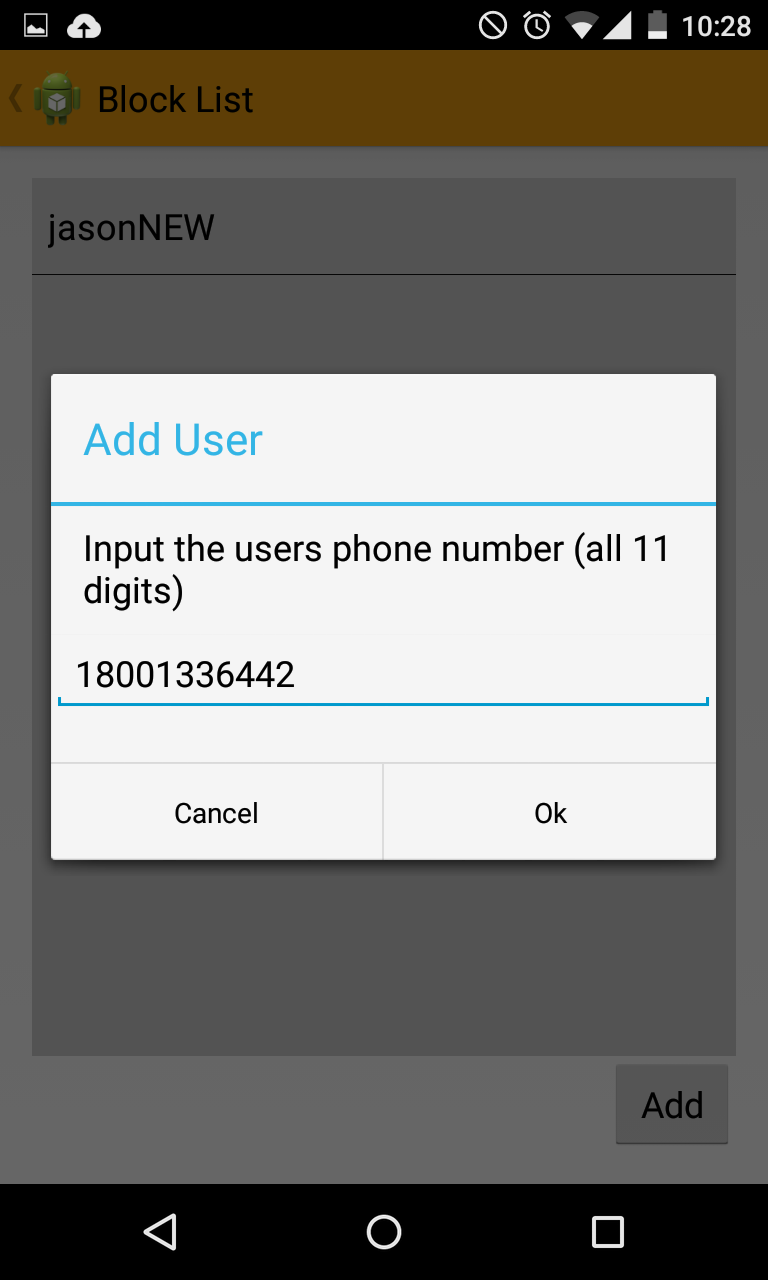 10:28
Block List
jasonNEW
Add User
Input the users phone number (all 11
digits)
18001336442
Cancel
Ok
Add